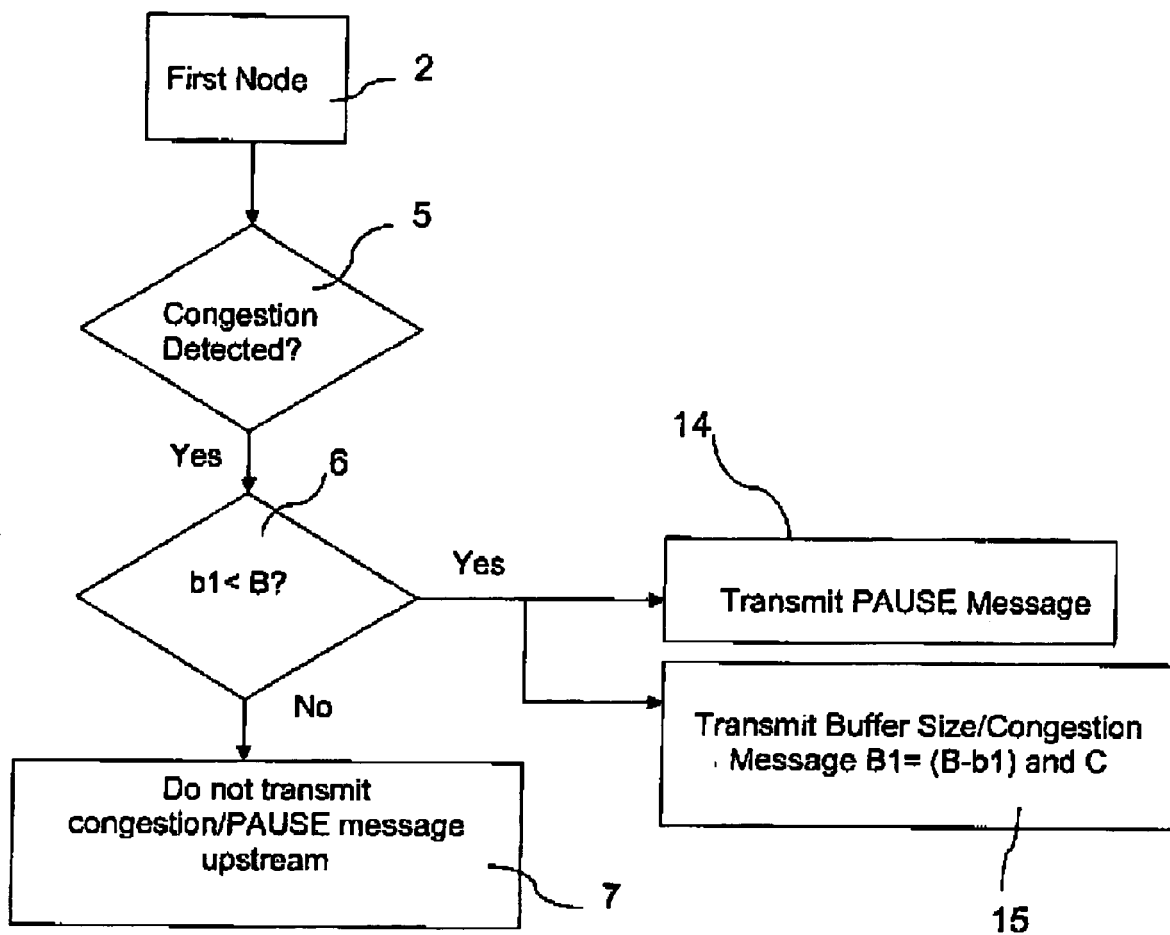 First Node
2
5
Congestion
Detected?
Yes
6
14
b1< B?
Yes
Transmit PAUSE Message
No
Transmit Buffer Size/Congestion
Message B1= (B-b1) and C
Do not transmit
congestion/PAUSE message
upstream
7
15